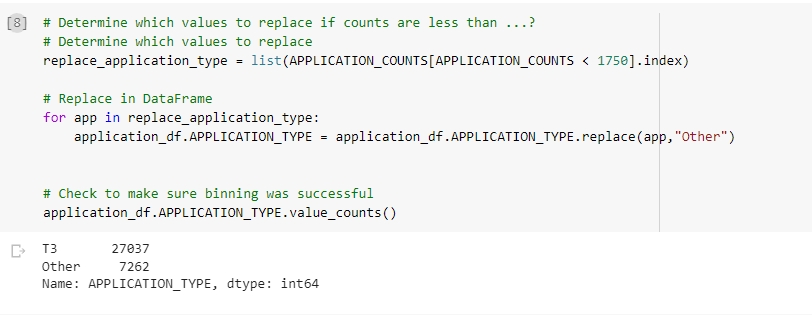 [8] # Determine which values to replace if counts are less than ...?
# Determine which values to replace
replace_application_type = list(APPLICATION_COUNTS[APPLICATION_COUNTS < 1750].index)
# Replace in DataFrame
for app in replace_application_type:
    application_df.APPLICATION_TYPE = application_df.APPLICATION_TYPE.replace(app,"Other")
# Check to make sure binning was successful
application_df.APPLICATION_TYPE.value_counts()
T3       27037
Other     7262
Name: APPLICATION_TYPE, dtype: int64